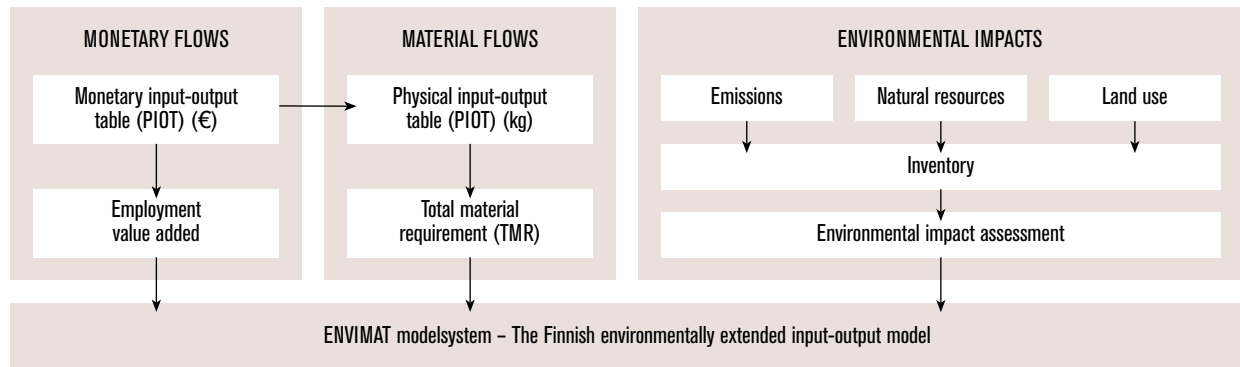 MONETARY FLOWS
Monetary input-output
table (PIOT) (€)
Employment
value added
MATERIAL FLOWS
Physical input-output
table (PIOT) (kg)
Total material
requirement (TMR)
ENVIRONMENTAL IMPACTS
Emissions
Natural resources
Land use
Inventory
Environmental impact assessment
ENVIMAT modelsystem – The Finnish environmentally extended input-output model